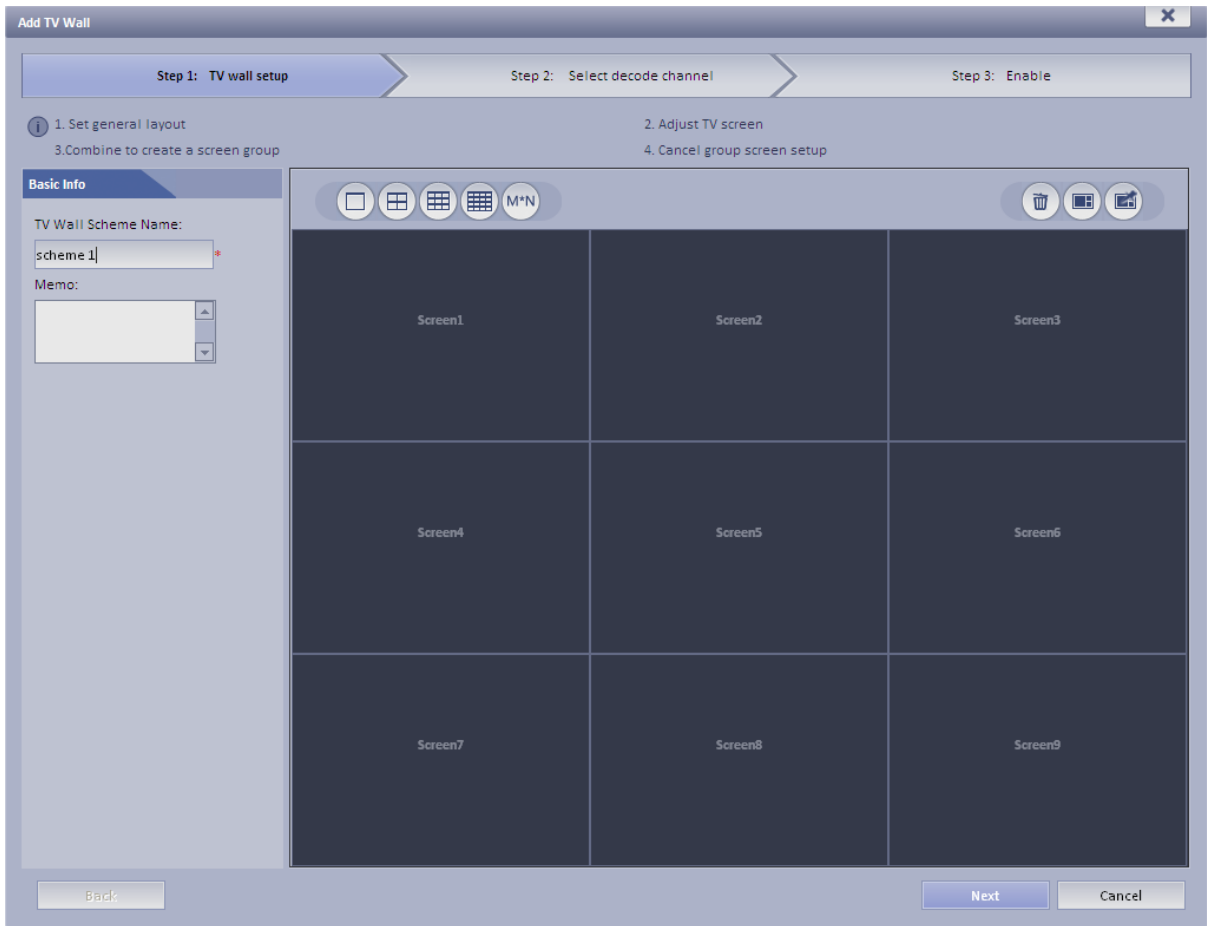 Add TV Wall
Step 1: TV wall setup
Step 2: Select decode channel
Step 3: Enable
1. Set general layout
2. Adjust TV screen
3.Combine to create a screen group
4. Cancel group screen setup
Basic Info
M*N
TV Wall Scheme Name:
scheme 1
*
Memo:
Screen1
Screen2
Screen3
Screen4
Screen5
Screen6
Screen7
Screen8
Screen9
Back
Next
Cancel